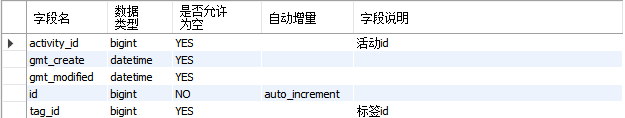 字段名 数据类型 是否允许为空 自动增量 字段说明
activity_id bigint YES 活动id
gmt_create datetime YES
gmt_modified datetime YES
id bigint NO auto_increment
tag_id bigint YES 标签id